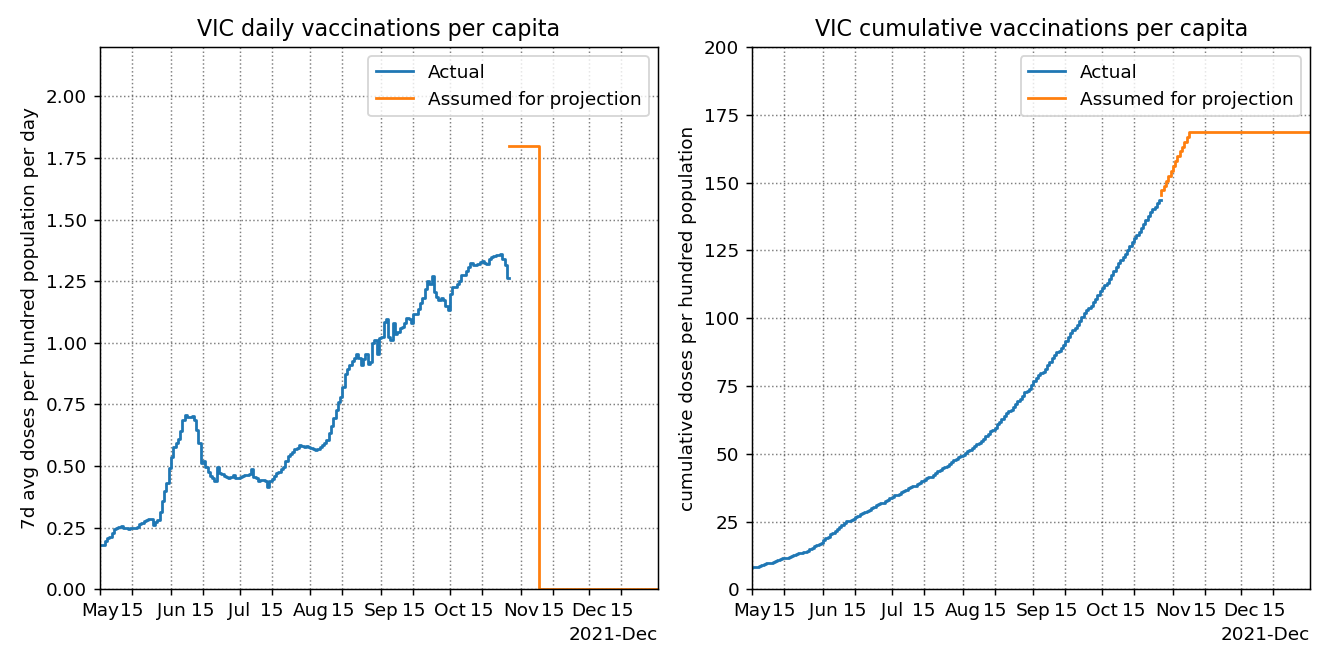 VIC daily vaccinations per capita
7d avg doses per hundred population per day
2.00
1.75
1.50
1.25
1.00
0.75
0.50
0.25
0.00
Actual
Assumed for projection
May 15 Jun 15 Jul 15 Aug 15 Sep 15 Oct 15 Nov 15 Dec 15
2021-Dec
VIC cumulative vaccinations per capita
cumulative doses per hundred population
200
175
150
125
100
75
50
25
0
Actual
Assumed for projection
May 15 Jun 15 Jul 15 Aug 15 Sep 15 Oct 15 Nov 15 Dec 15
2021-Dec